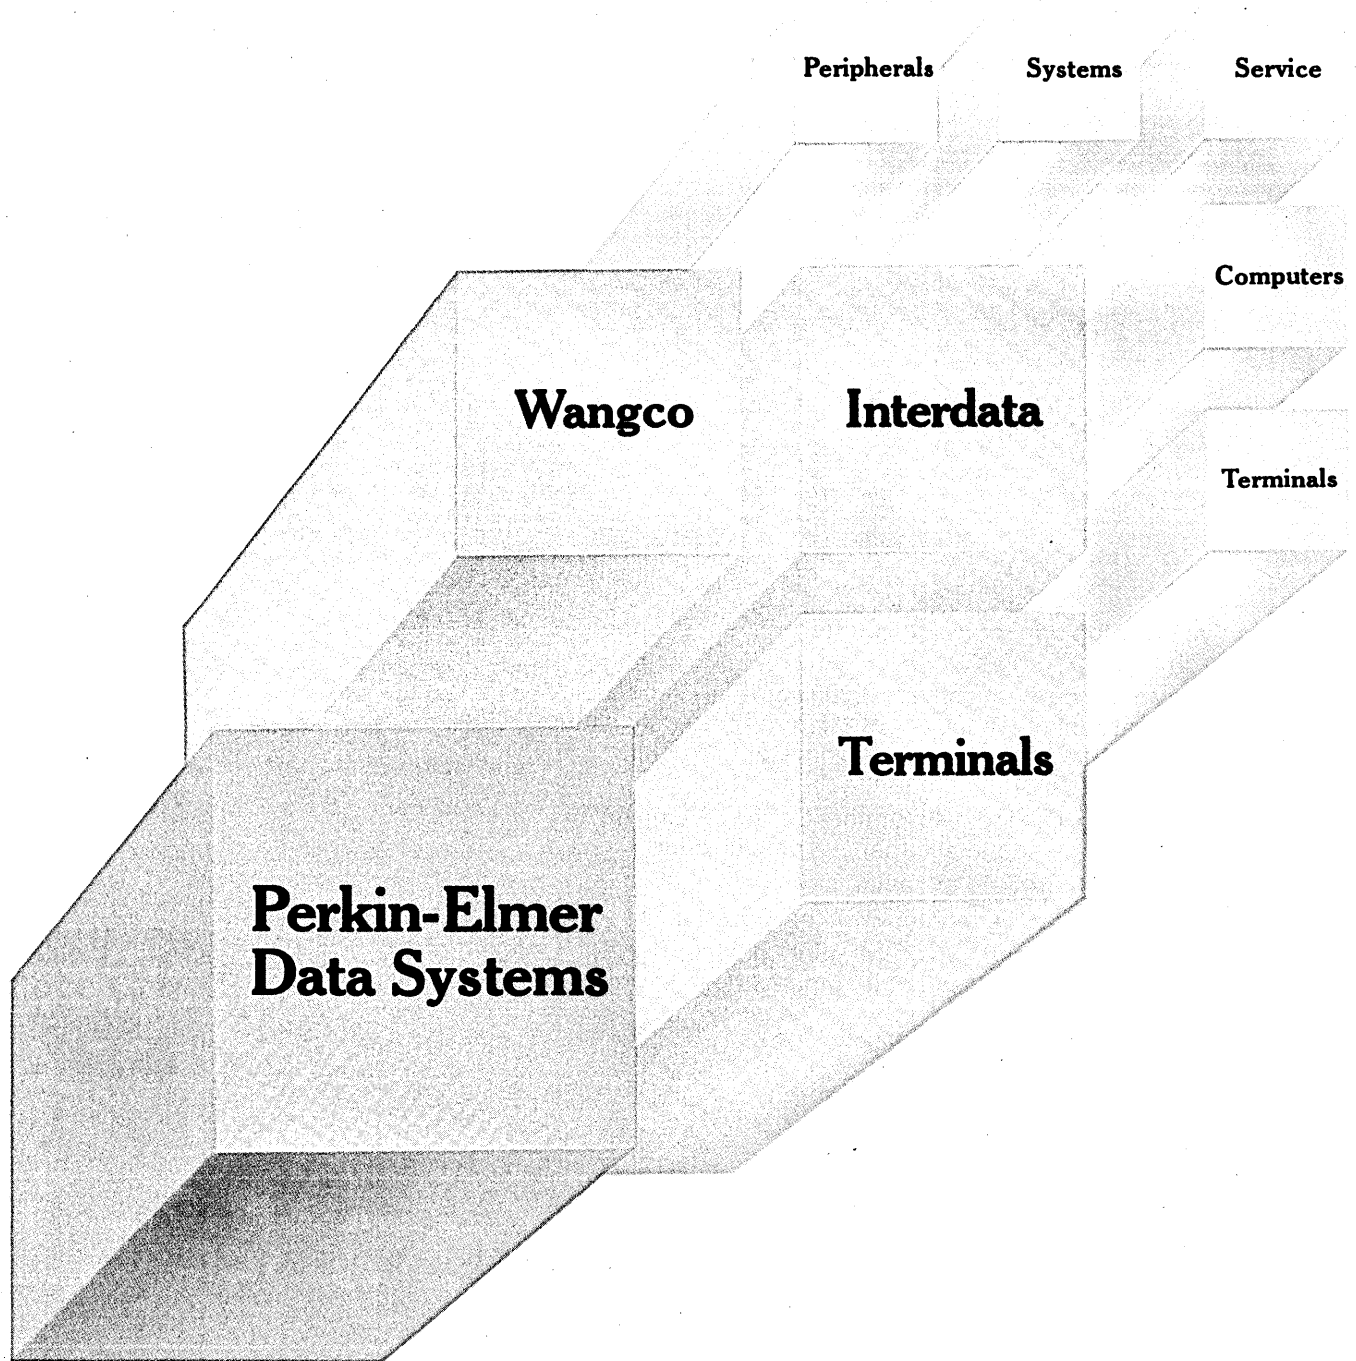 Peripherals
Systems
Service
Computers
Wangco
Interdata
Terminals
Terminals
Perkin-Elmer
Data Systems